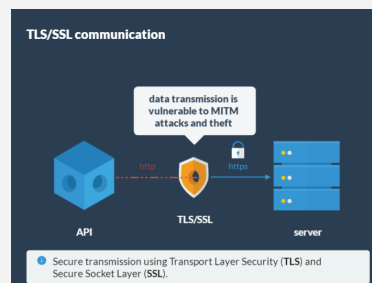 TLS/SSL communication
data transmission is
vulnerable to MITM
attacks and theft
http
https
TLS/SSL
API
server
Secure transmission using Transport Layer Security (TLS) and
Secure Socket Layer (SSL).